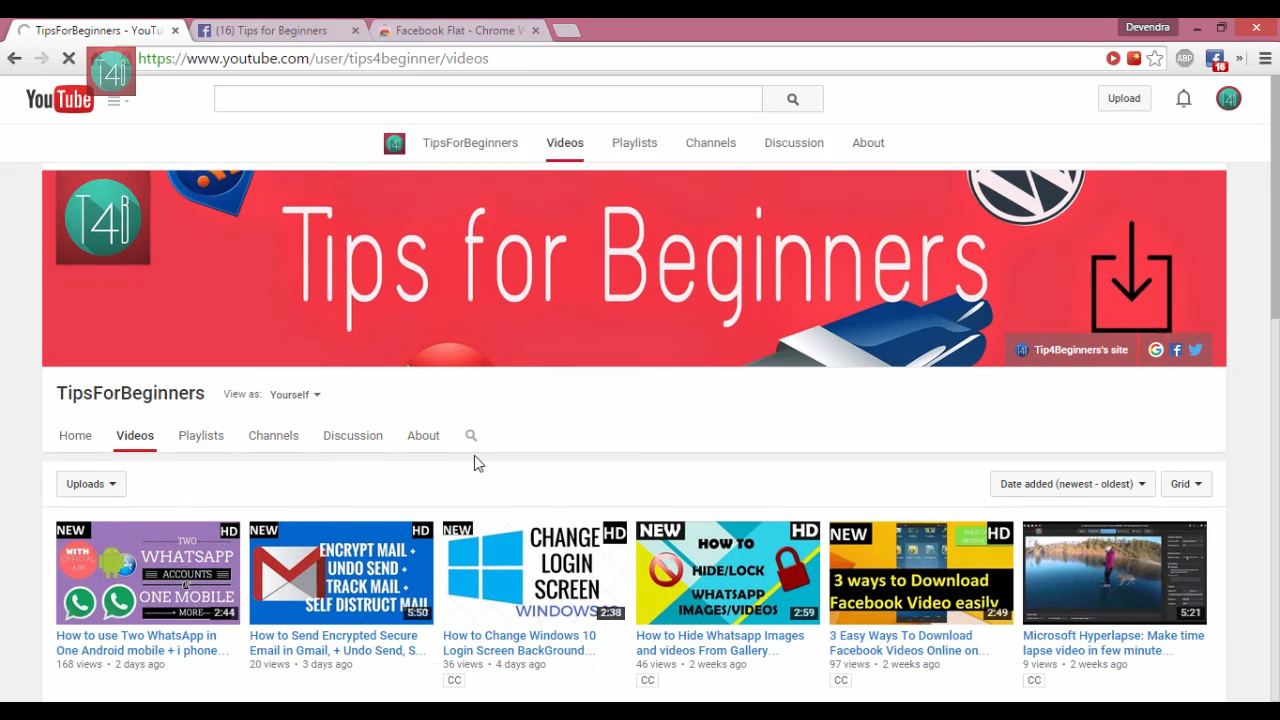 TipsForBeginners - YouTu
(16) Tips for Beginners
Facebook Flat - Chrome W
Devendra
https://www.youtube.com/user/tips4beginner/videos
ABP
16
T4B
YouTube
Upload
T4B
TipsForBeginners
Videos
Playlists
Channels
Discussion
About
T4B
Tips for Beginners
Tip4Beginners's site
TipsForBeginners
View as:
Yourself
Home
Videos
Playlists
Channels
Discussion
About
Uploads
Date added (newest - oldest)
Grid
NEW
HD
WITH
OFFICIAL
APP
TWO
WHATSAPP
ACCOUNTS
ONE MOBILE
+ MORE...
2:44
NEW
HD
ENCRYPT MAIL +
UNDO SEND +
TRACK MAIL +
SELF DISTRUCT MAIL
5:50
NEW
HD
CHANGE
LOGIN
SCREEN
WINDOWS
2:38
NEW
HD
HOW TO
HIDE/LOCK
WHATSAPP
IMAGES/VIDEOS
2:59
NEW
HD
3 ways to Download
Facebook Video easily
2:49
5:21
How to use Two WhatsApp in
One Android mobile + i phone...
168 views • 2 days ago
How to Send Encrypted Secure
Email in Gmail, + Undo Send, S...
20 views • 3 days ago
How to Change Windows 10
Login Screen BackGround...
36 views • 4 days ago
CC
How to Hide Whatsapp Images
and videos From Gallery...
46 views • 2 weeks ago
CC
3 Easy Ways To Download
Facebook Videos Online on...
97 views • 2 weeks ago
CC
Microsoft Hyperlapse: Make time
lapse video in few minute...
9 views • 2 weeks ago
CC